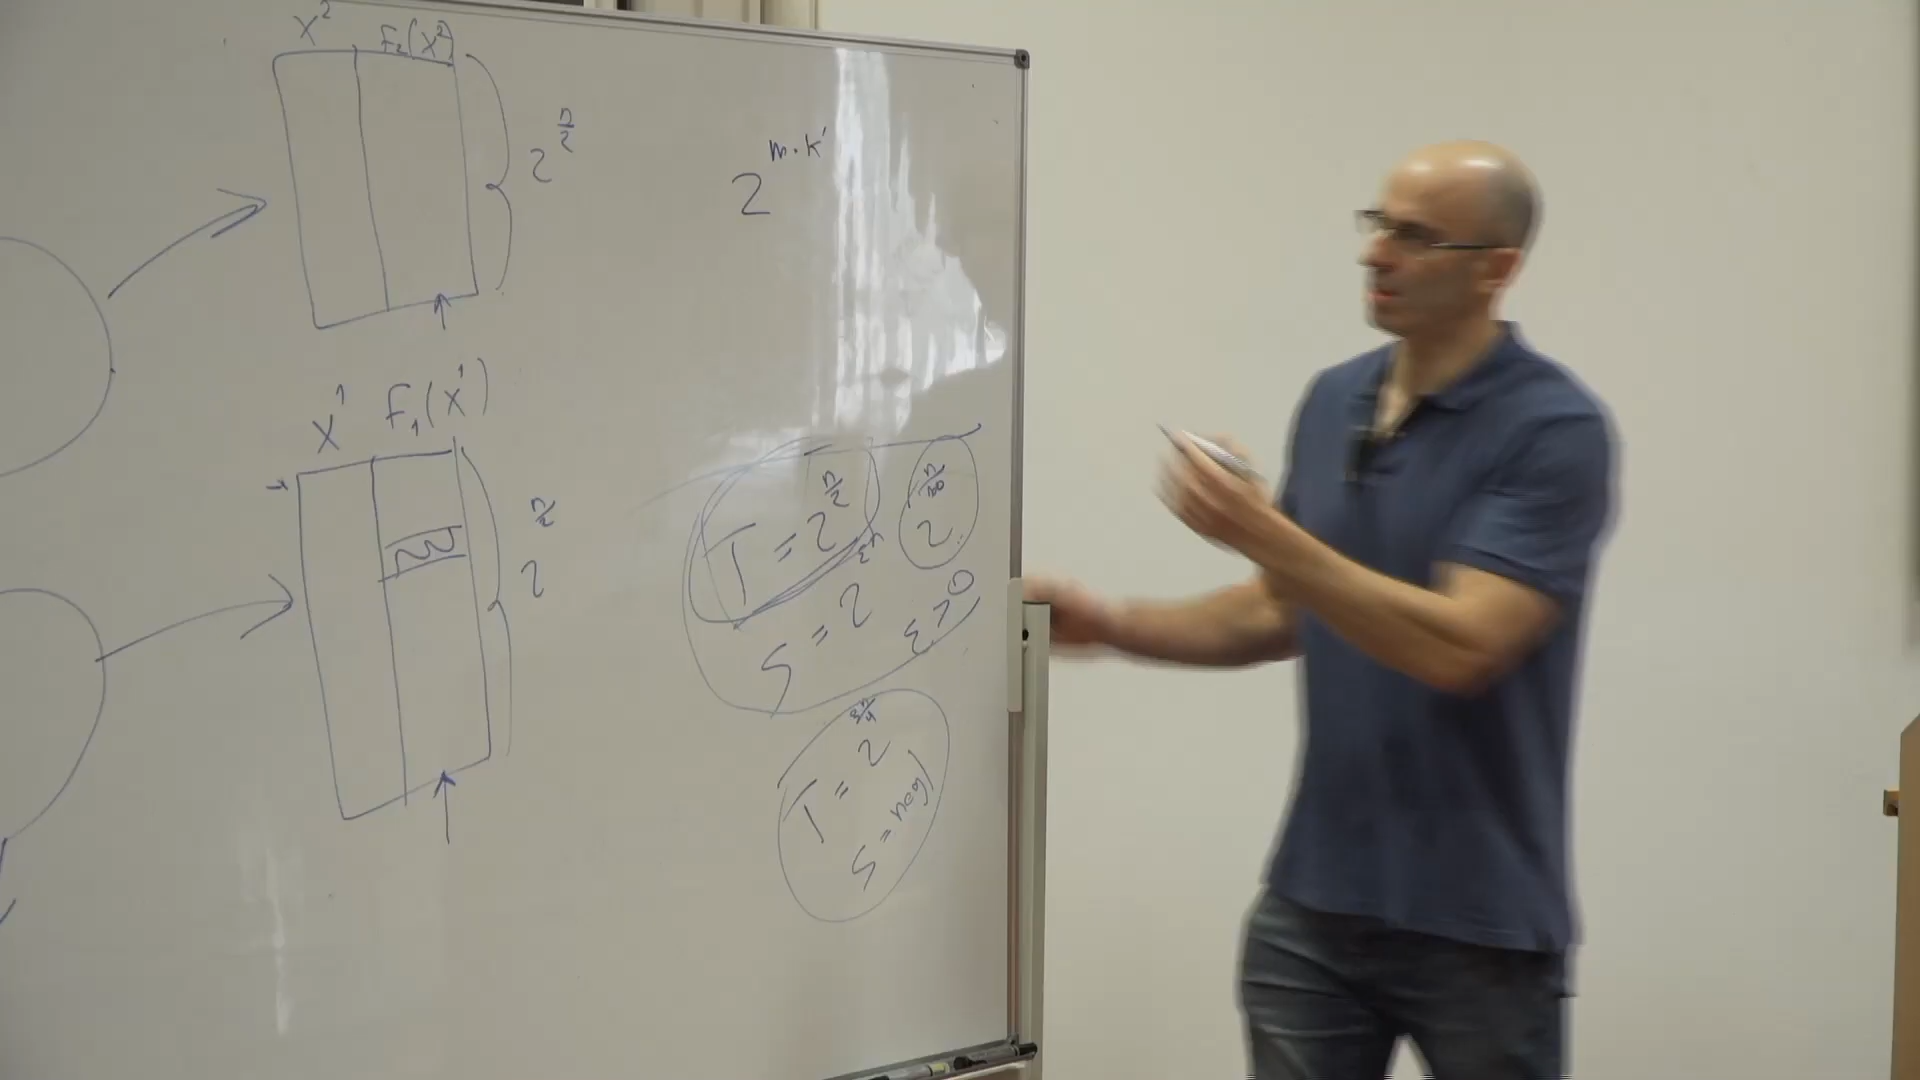 x² F₂(x²)
2^{n/2}
2^{m·k'}
x¹ F₁(x¹)
2^{n/2}
T = 2^{n/2}
2^{n/100}
S = 2^{εn}
ε>0
T = 2^{3n/4}
S = negl